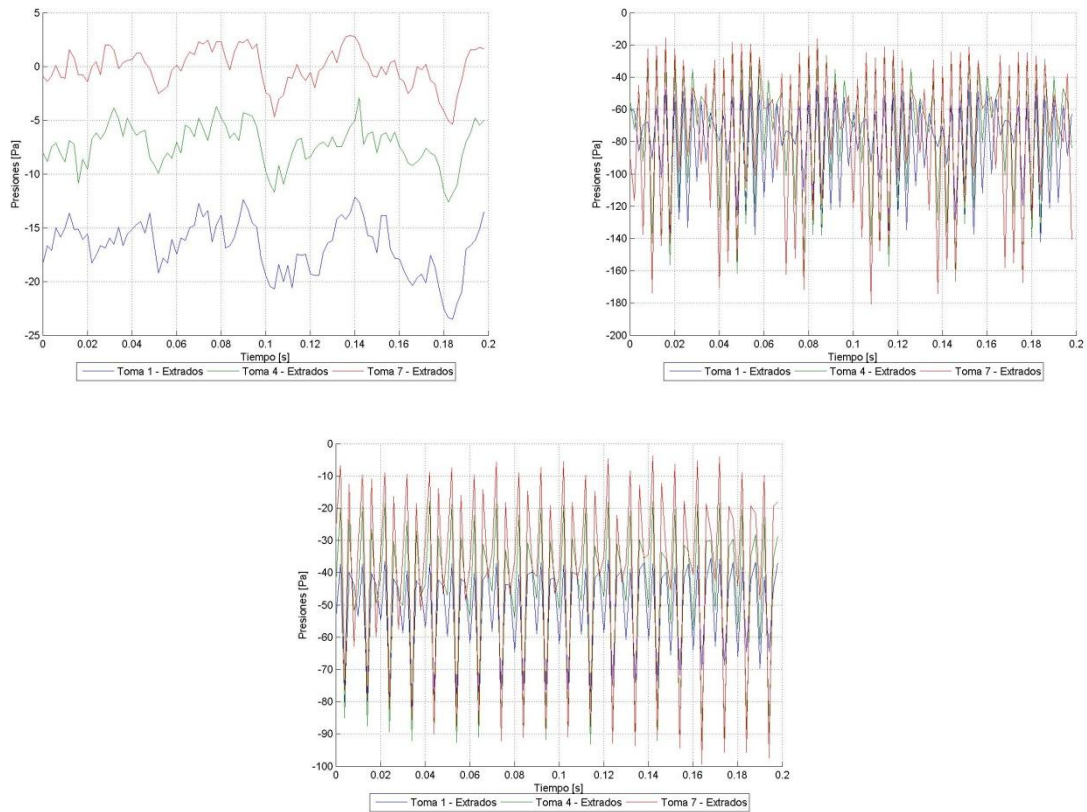 5
0
-5
-10
-15
-20
-25
Presiones [Pa]
0 0.02 0.04 0.06 0.08 0.1 0.12 0.14 0.16 0.18 0.2
Tiempo [s]
Toma 1 - Extrados Toma 4 - Extrados Toma 7 - Extrados
0
-20
-40
-60
-80
-100
-120
-140
-160
-180
-200
Presiones [Pa]
0 0.02 0.04 0.06 0.08 0.1 0.12 0.14 0.16 0.18 0.2
Tiempo [s]
Toma 1 - Extrados Toma 4 - Extrados Toma 7 - Extrados
0
-10
-20
-30
-40
-50
-60
-70
-80
-90
-100
Presiones [Pa]
0 0.02 0.04 0.06 0.08 0.1 0.12 0.14 0.16 0.18 0.2
Tiempo [s]
Toma 1 - Extrados Toma 4 - Extrados Toma 7 - Extrados